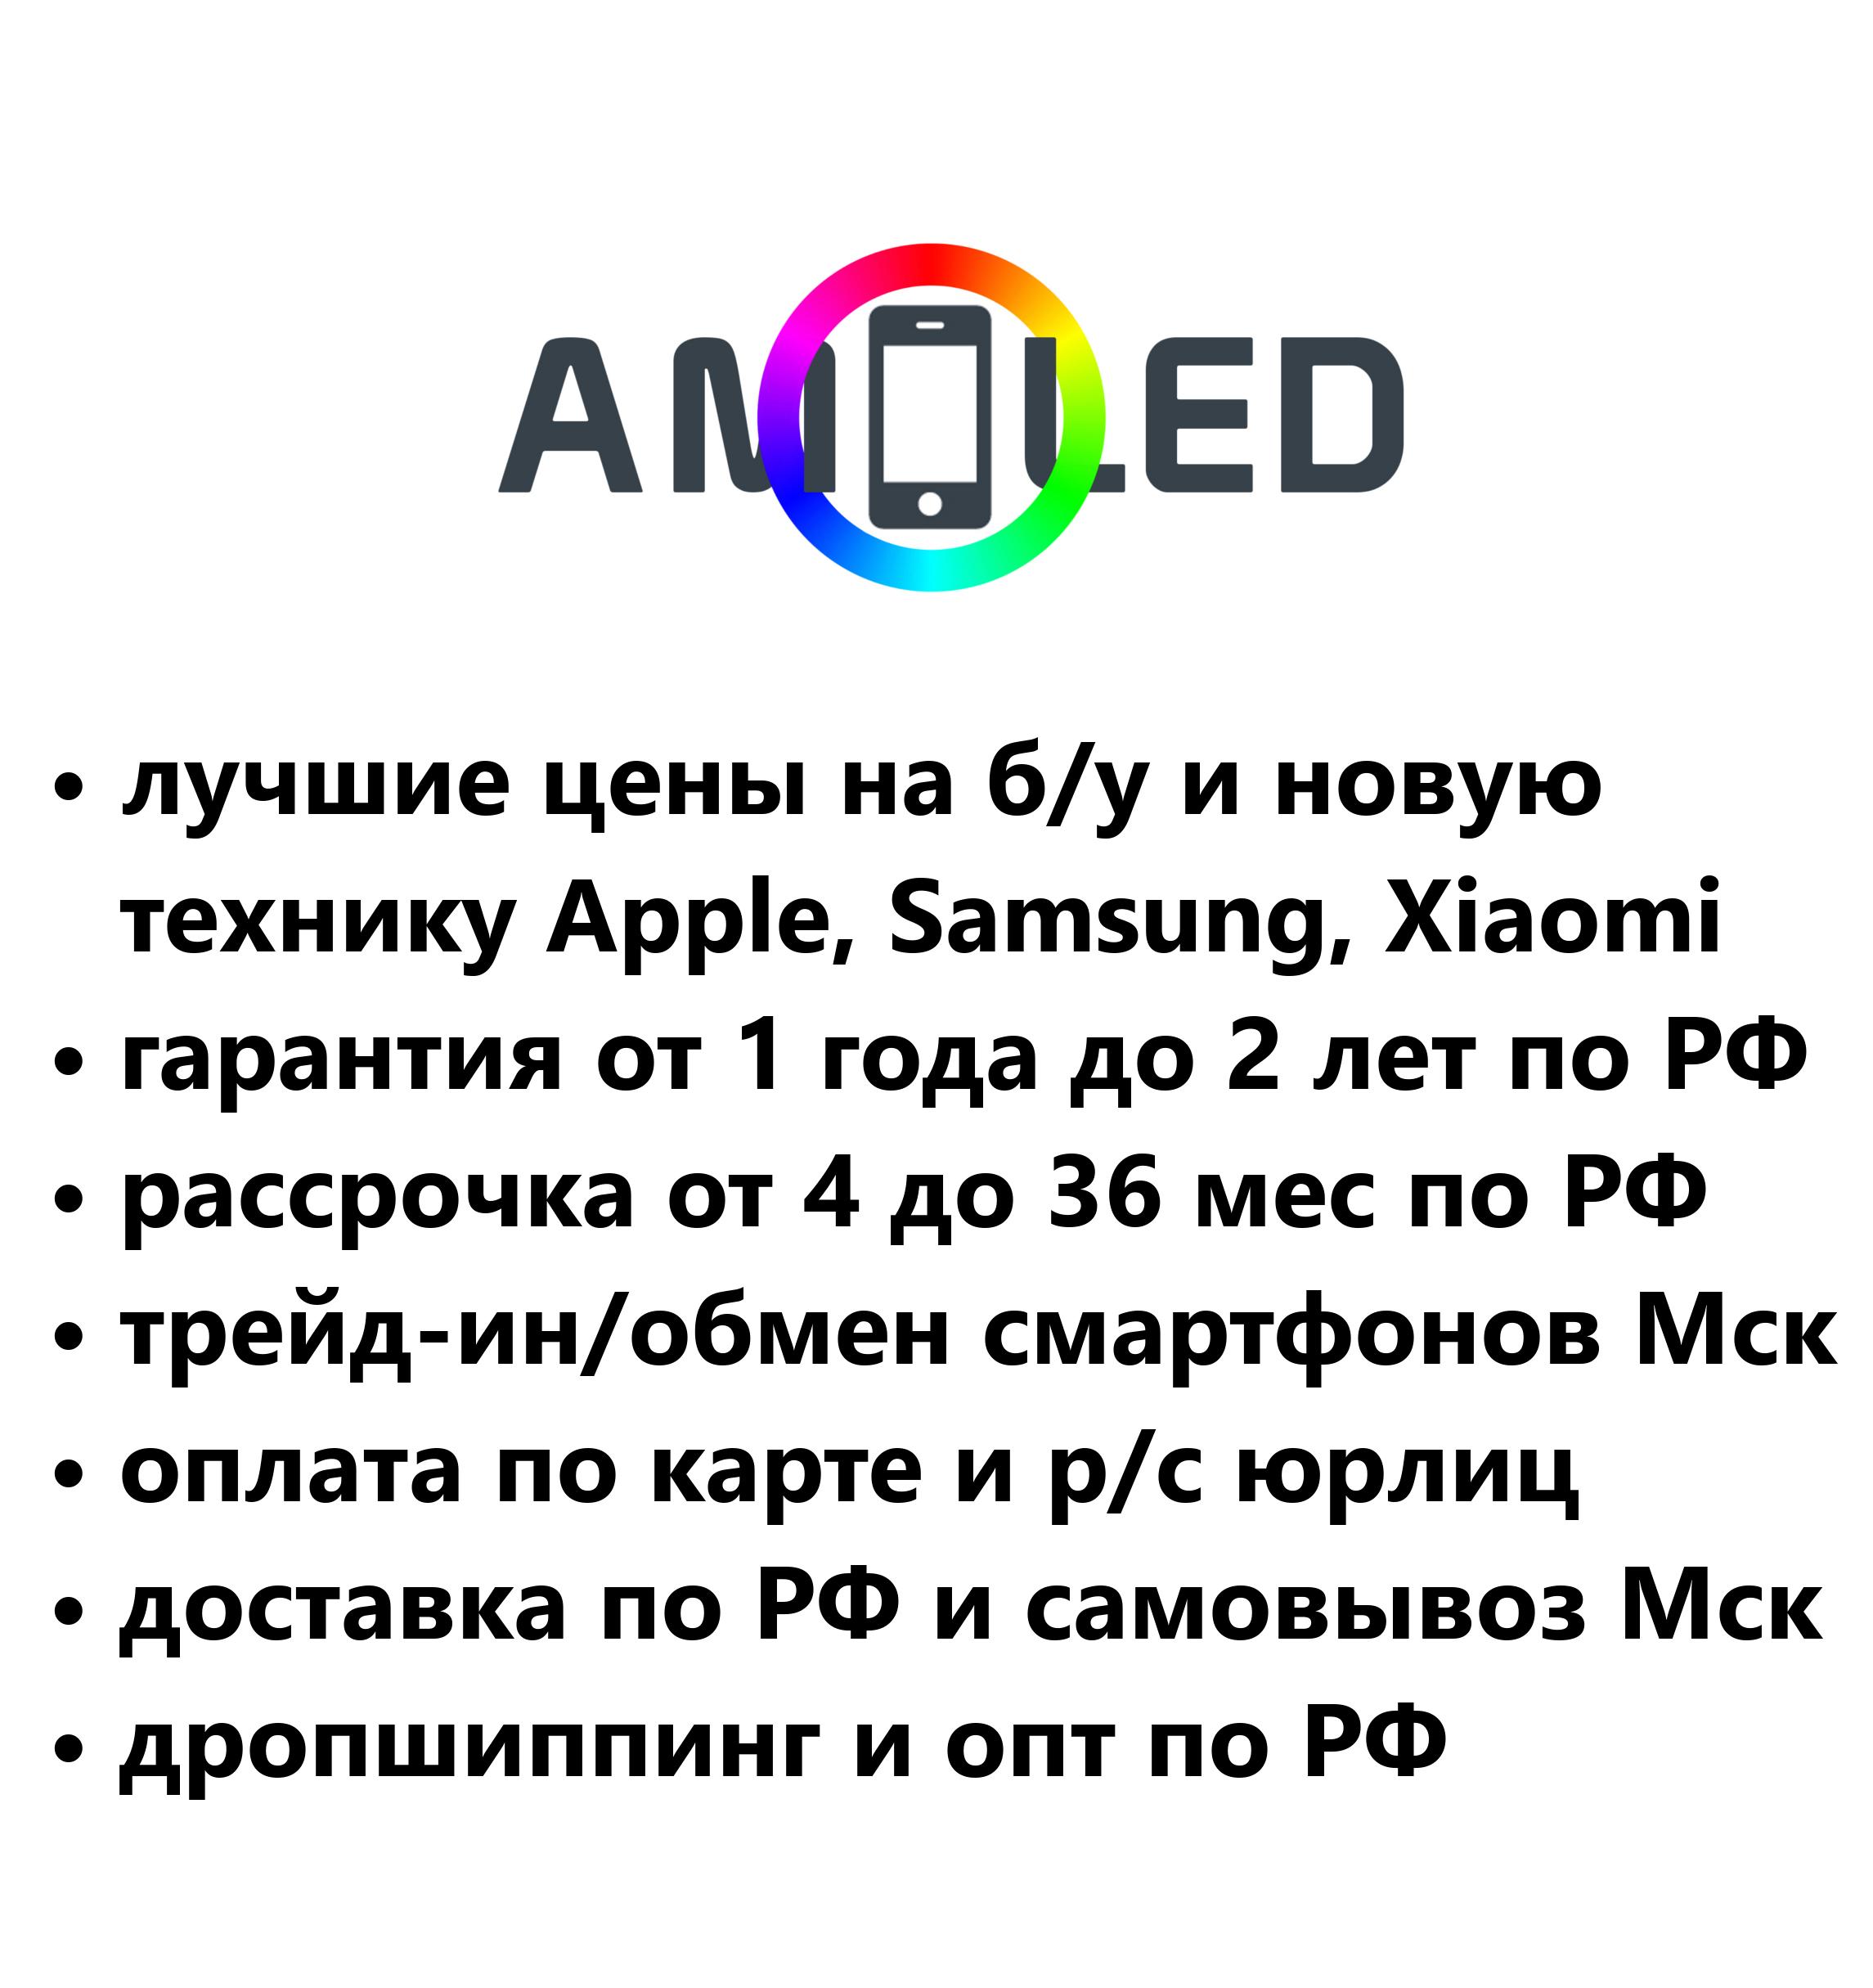 AMOLED
• лучшие цены на б/у и новую
технику Apple, Samsung, Xiaomi
• гарантия от 1 года до 2 лет по РФ
• рассрочка от 4 до 36 мес по РФ
• трейд-ин/обмен смартфонов Мск
• оплата по карте и р/с юрлиц
• доставка по РФ и самовывоз Мск
• дропшиппинг и опт по РФ